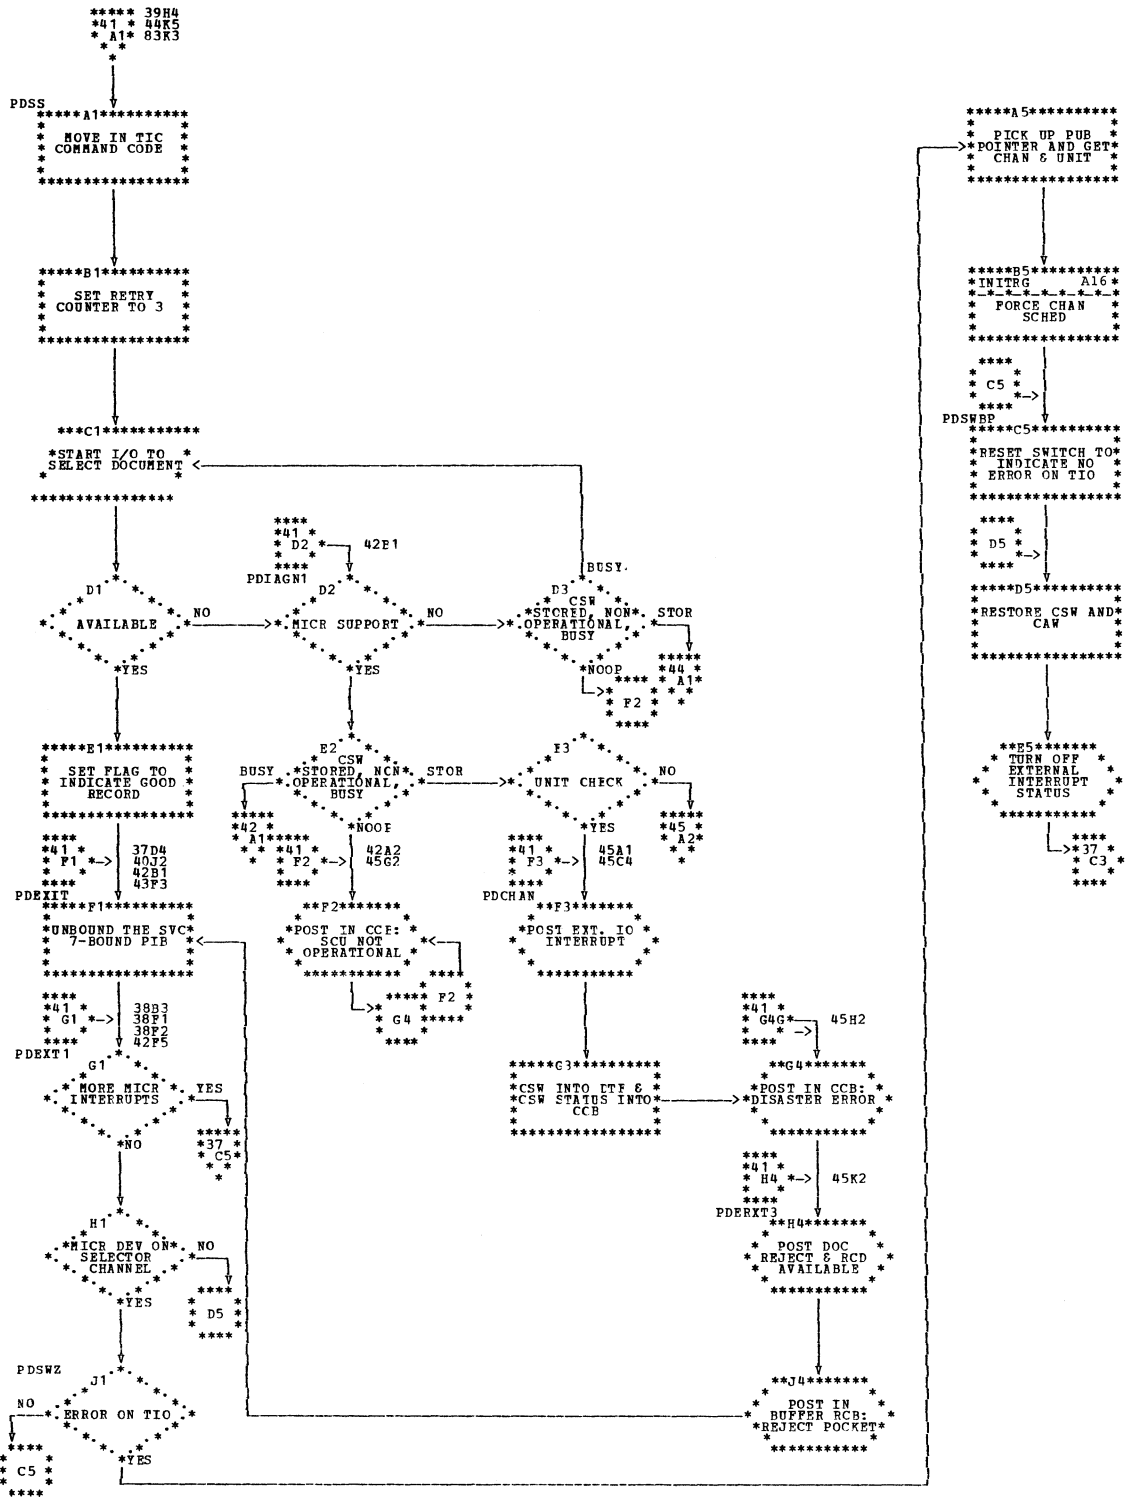 39H4
41 44K5
A1 83K3
PDSS
A1
MOVE IN TIC
COMMAND CODE
B1
SET RETRY
COUNTER TO 3
C1
START I/O TO
SELECT DOCUMENT
41
D2 42E1
PDIAGN1
D1
AVAILABLE
NO
YES
D2
MICR SUPPORT
NO
YES
BUSY
D3
CSW
STORED, NON
OPERATIONAL,
BUSY
STOR
NOOP
44
A1
F2
E1
SET FLAG TO
INDICATE GOOD
RECORD
E2
CSW
STORED, NCN
OPERATIONAL,
BUSY
BUSY
STOR
NOOP
42
A1
F3
UNIT CHECK
NO
YES
45
A2
41
F1
37D4
40J2
42B1
43F3
41
F2
42A2
45G2
41
F3
45A1
45C4
PDEXIT
F1
UNBOUND THE SVC
7-BOUND PIB
F2
POST IN CCB:
SCU NOT
OPERATIONAL
F2
G4
PDCHAN
F3
POST EXT. IO
INTERRUPT
41
G1
38B3
38F1
38F2
42F5
PDEXT1
G1
MORE MICR
INTERRUPTS
YES
NO
37
C5
G3
CSW INTO DTF &
CSW STATUS INTO
CCB
41
G4G 45H2
G4
POST IN CCB:
DISASTER ERROR
41
H4 45K2
PDERXT3
H4
POST DOC
REJECT & RCD
AVAILABLE
H1
MICR DEV ON
SELECTOR
CHANNEL
NO
YES
D5
PDSWZ
J1
ERROR ON TIO
NO
YES
C5
J4
POST IN
BUFFER RCB:
REJECT POCKET
A5
PICK UP PUB
POINTER AND GET
CHAN & UNIT
B5
INITRG A16
FORCE CHAN
SCHED
C5
PDSWBP
C5
RESET SWITCH TO
INDICATE NO
ERROR ON TIO
D5
D5
RESTORE CSW AND
CAW
E5
TURN OFF
EXTERNAL
INTERRUPT
STATUS
37
C3